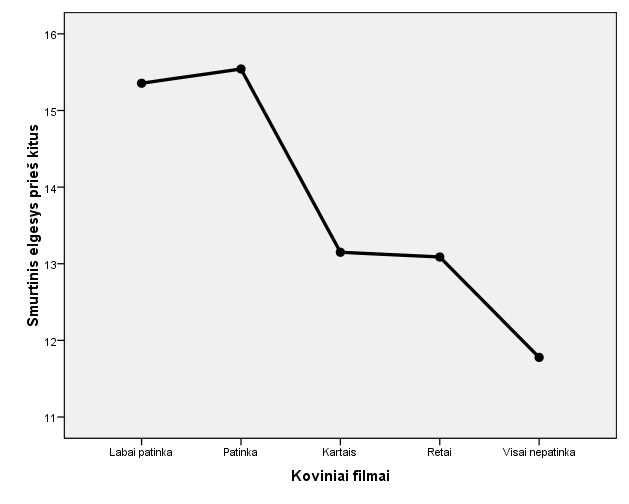 Smurtinis elgesys prieš kitus
16
15
14
13
12
11
Labai patinka
Patinka
Kartais
Retai
Visai nepatinka
Koviniai filmai